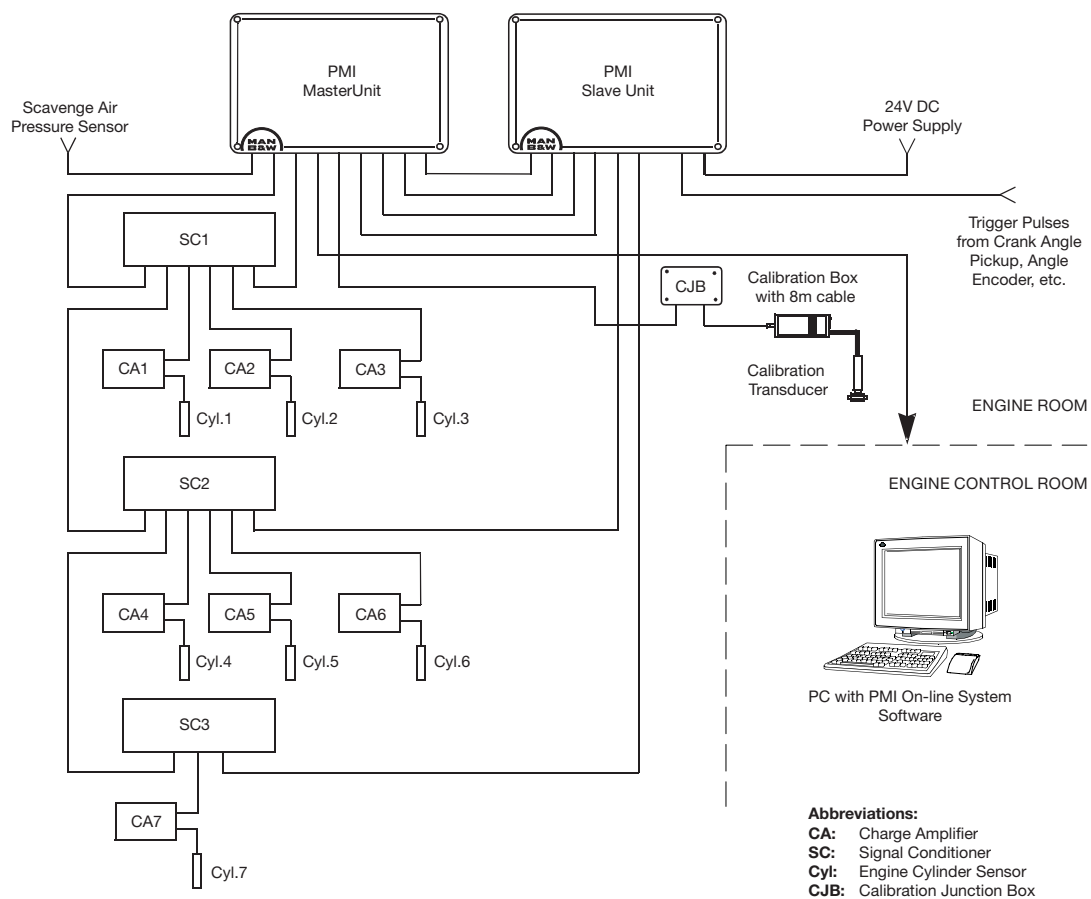 PMI
MasterUnit
PMI
Slave Unit
MAN
B&W
MAN
B&W
Scavenge Air
Pressure Sensor
24V DC
Power Supply
Trigger Pulses
from Crank Angle
Pickup, Angle
Encoder, etc.
SC1
CJB
Calibration Box
with 8m cable
Calibration
Transducer
CA1
CA2
CA3
Cyl.1
Cyl.2
Cyl.3
ENGINE ROOM
SC2
ENGINE CONTROL ROOM
CA4
CA5
CA6
Cyl.4
Cyl.5
Cyl.6
PC with PMI On-line System
Software
SC3
CA7
Cyl.7
Abbreviations:
CA: Charge Amplifier
SC: Signal Conditioner
Cyl: Engine Cylinder Sensor
CJB: Calibration Junction Box